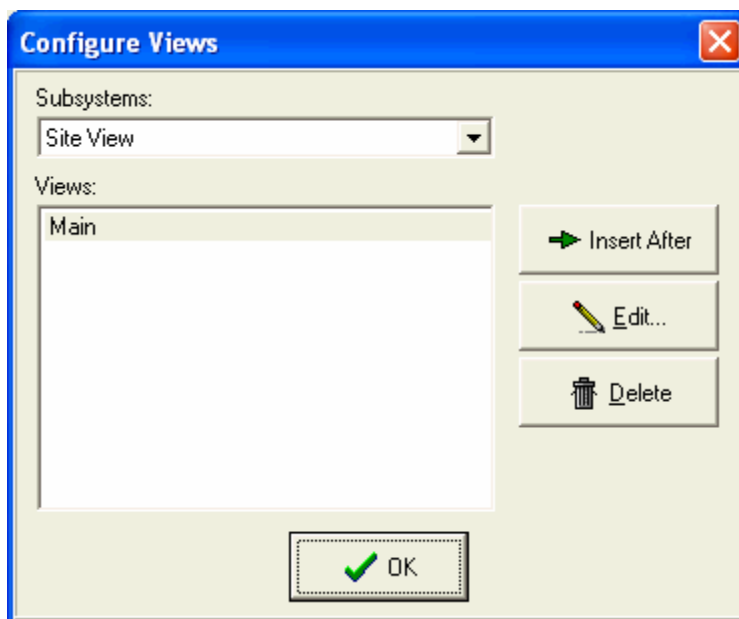 Configure Views
Subsystems:
Site View
Views:
Main
Insert After
Edit...
Delete
OK